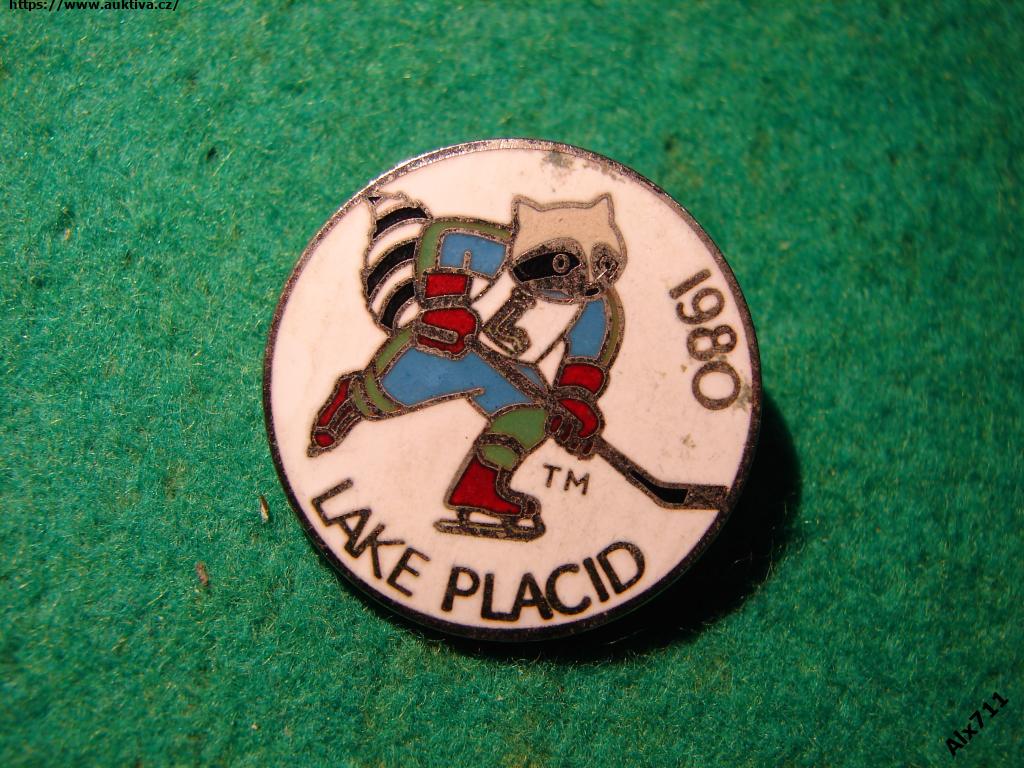 https://www.auktiva.cz/
1980
TM
LAKE PLACID
Alx711